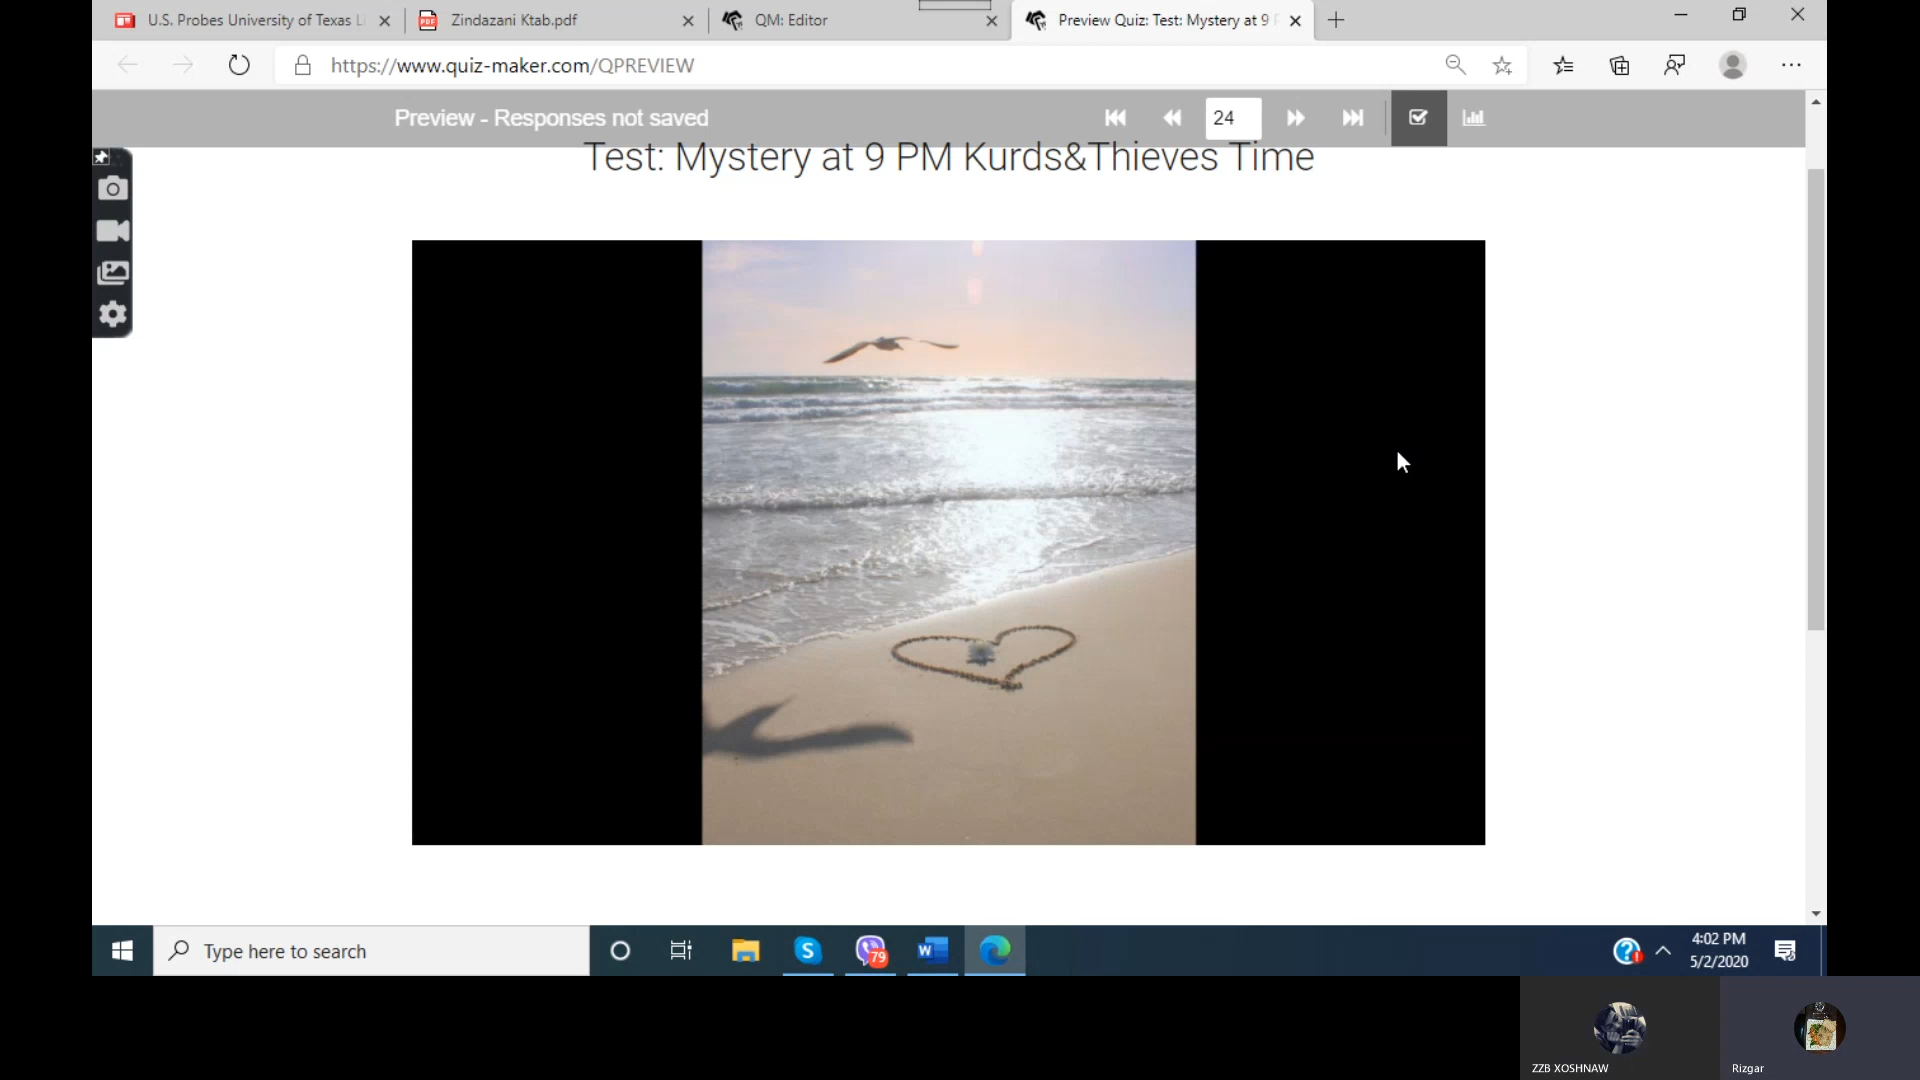 U.S. Probes University of Texas
Zindazani Ktab.pdf
QM: Editor
Preview Quiz: Test: Mystery at 9
https://www.quiz-maker.com/QPREVIEW
Preview - Responses not saved
24
Test: Mystery at 9 PM Kurds&Thieves Time
Type here to search
79
4:02 PM
5/2/2020
ZZB XOSHNAW
Rizgar